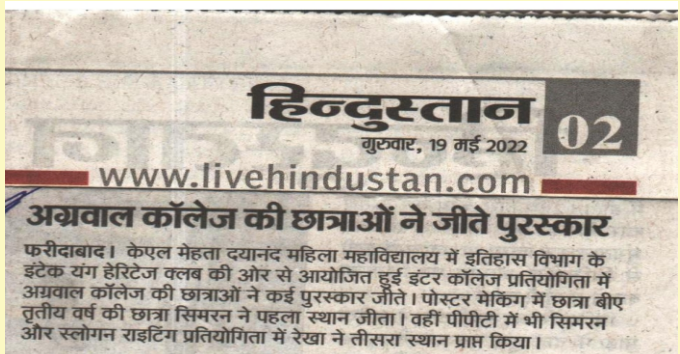 हिन्दुस्तान
02
गुरुवार, 19 मई 2022
www.livehindustan.com
अग्रवाल कॉलेज की छात्राओं ने जीते पुरस्कार
फरीदाबाद। केएल मेहता दयानंद महिला महाविद्यालय में इतिहास विभाग के
इंटेक यंग हेरिटेज क्लब की ओर से आयोजित हुई इंटर कॉलेज प्रतियोगिता में
अग्रवाल कॉलेज की छात्राओं ने कई पुरस्कार जीते। पोस्टर मेकिंग में छात्रा बीए
तृतीय वर्ष की छात्रा सिमरन ने पहला स्थान जीता। वहीं पीपीटी में भी सिमरन
और स्लोगन राइटिंग प्रतियोगिता में रेखा ने तीसरा स्थान प्राप्त किया।